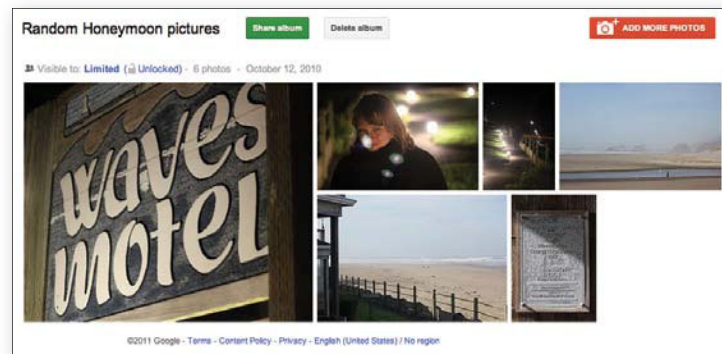 Random Honeymoon pictures
Share album
Delete album
ADD MORE PHOTOS
Visible to: Limited (Unlocked) - 6 photos - October 12, 2010
waves
motel
©2011 Google - Terms - Content Policy - Privacy - English (United States) / No region